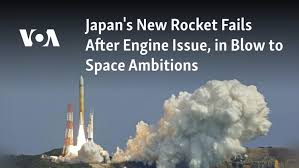 VOA
Japan's New Rocket Fails
After Engine Issue, in Blow to
Space Ambitions